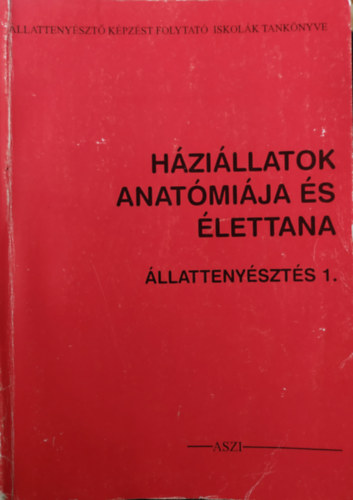 ÁLLATTENYÉSZTŐ KÉPZÉST FOLYTATÓ ISKOLÁK TANKÖNYVE
HÁZIÁLLATOK
ANATÓMIÁJA ÉS
ÉLETTANA
ÁLLATTENYÉSZTÉS 1.
ASZI